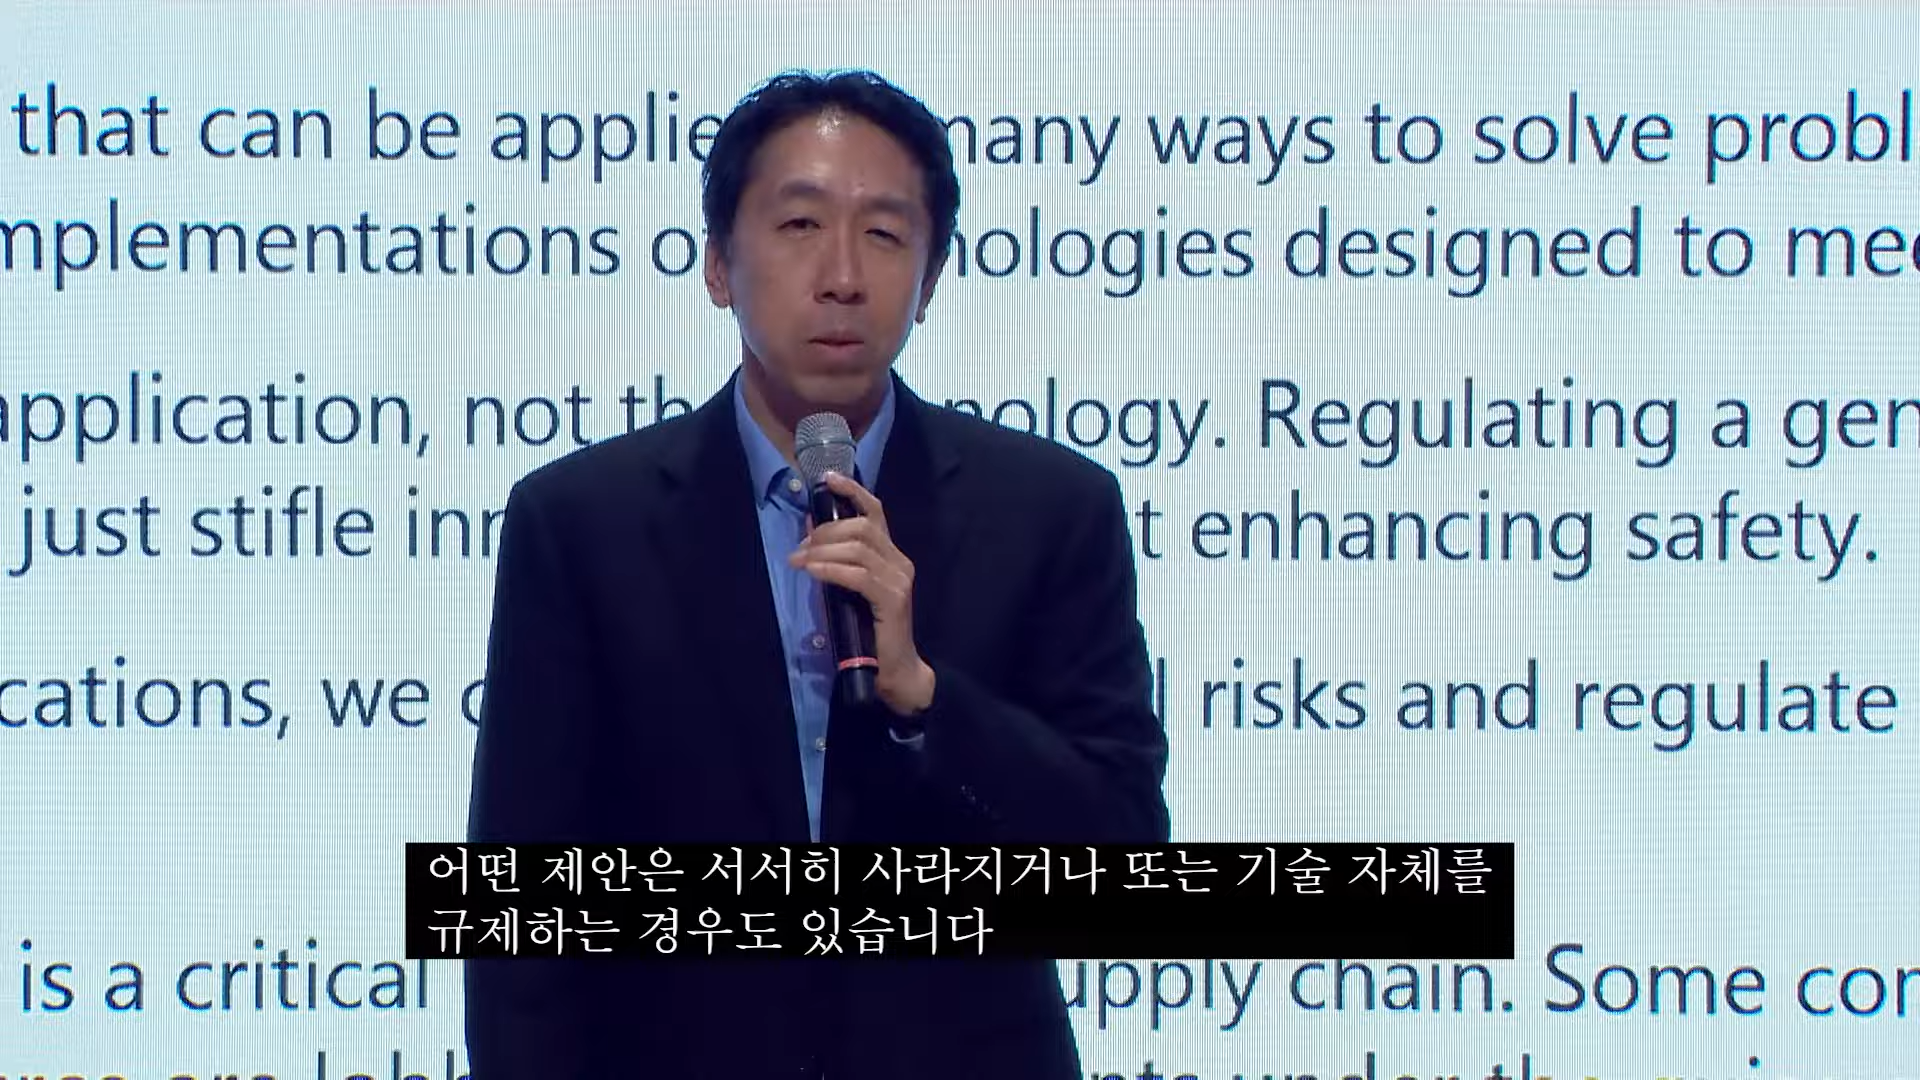 that can be applie many ways to solve probl
mplementations o nologies designed to me
application, not th nology. Regulating a gen
just stifle inn t enhancing safety.
cations, we c l risks and regulate
어떤 제안은 서서히 사라지거나 또는 기술 자체를
규제하는 경우도 있습니다
is a critical upply chain. Some con